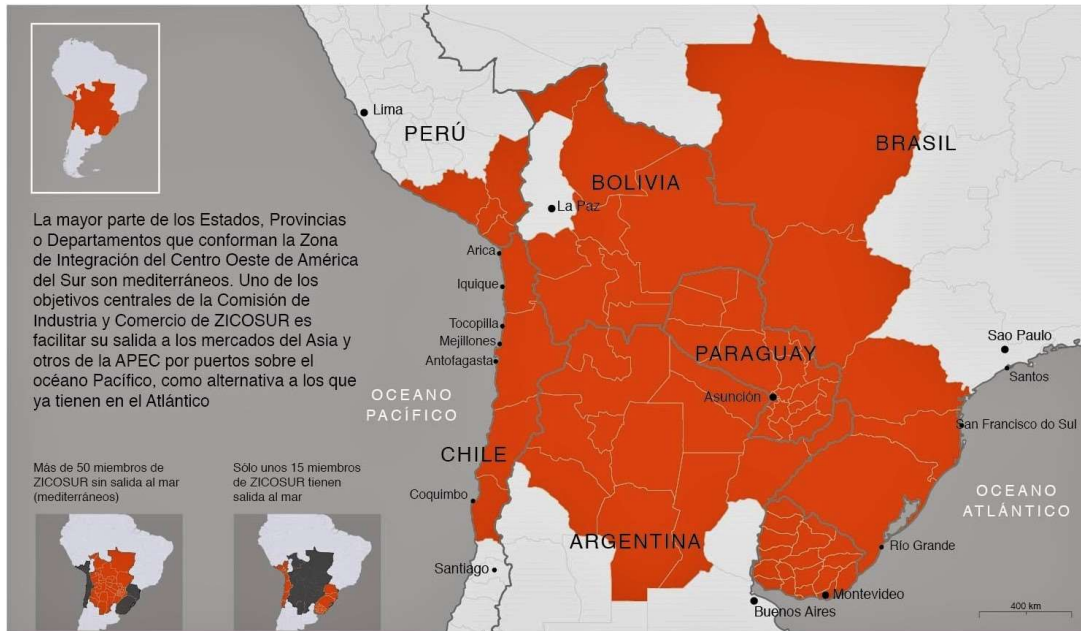 La mayor parte de los Estados, Provincias
o Departamentos que conforman la Zona
de Integración del Centro Oeste de América
del Sur son mediterráneos. Uno de los
objetivos centrales de la Comisión de
Industria y Comercio de ZICOSUR es
facilitar su salida a los mercados del Asia y
otros de la APEC por puertos sobre el
océano Pacífico, como alternativa a los que
ya tienen en el Atlántico
Más de 50 miembros de
ZICOSUR sin salida al mar
(mediterráneos)
Sólo unos 15 miembros
de ZICOSUR tienen
salida al mar
Lima
PERÚ
BRASIL
BOLIVIA
La Paz
Arica
Iquique
Tocopilla
Mejillones
Antofagasta
PARAGUAY
Asunción
Sao Paulo
Santos
San Francisco do Sul
OCEANO
PACÍFICO
CHILE
Coquimbo
OCEANO
ATLÁNTICO
ARGENTINA
Santiago
Río Grande
Montevideo
Buenos Aires
400 km